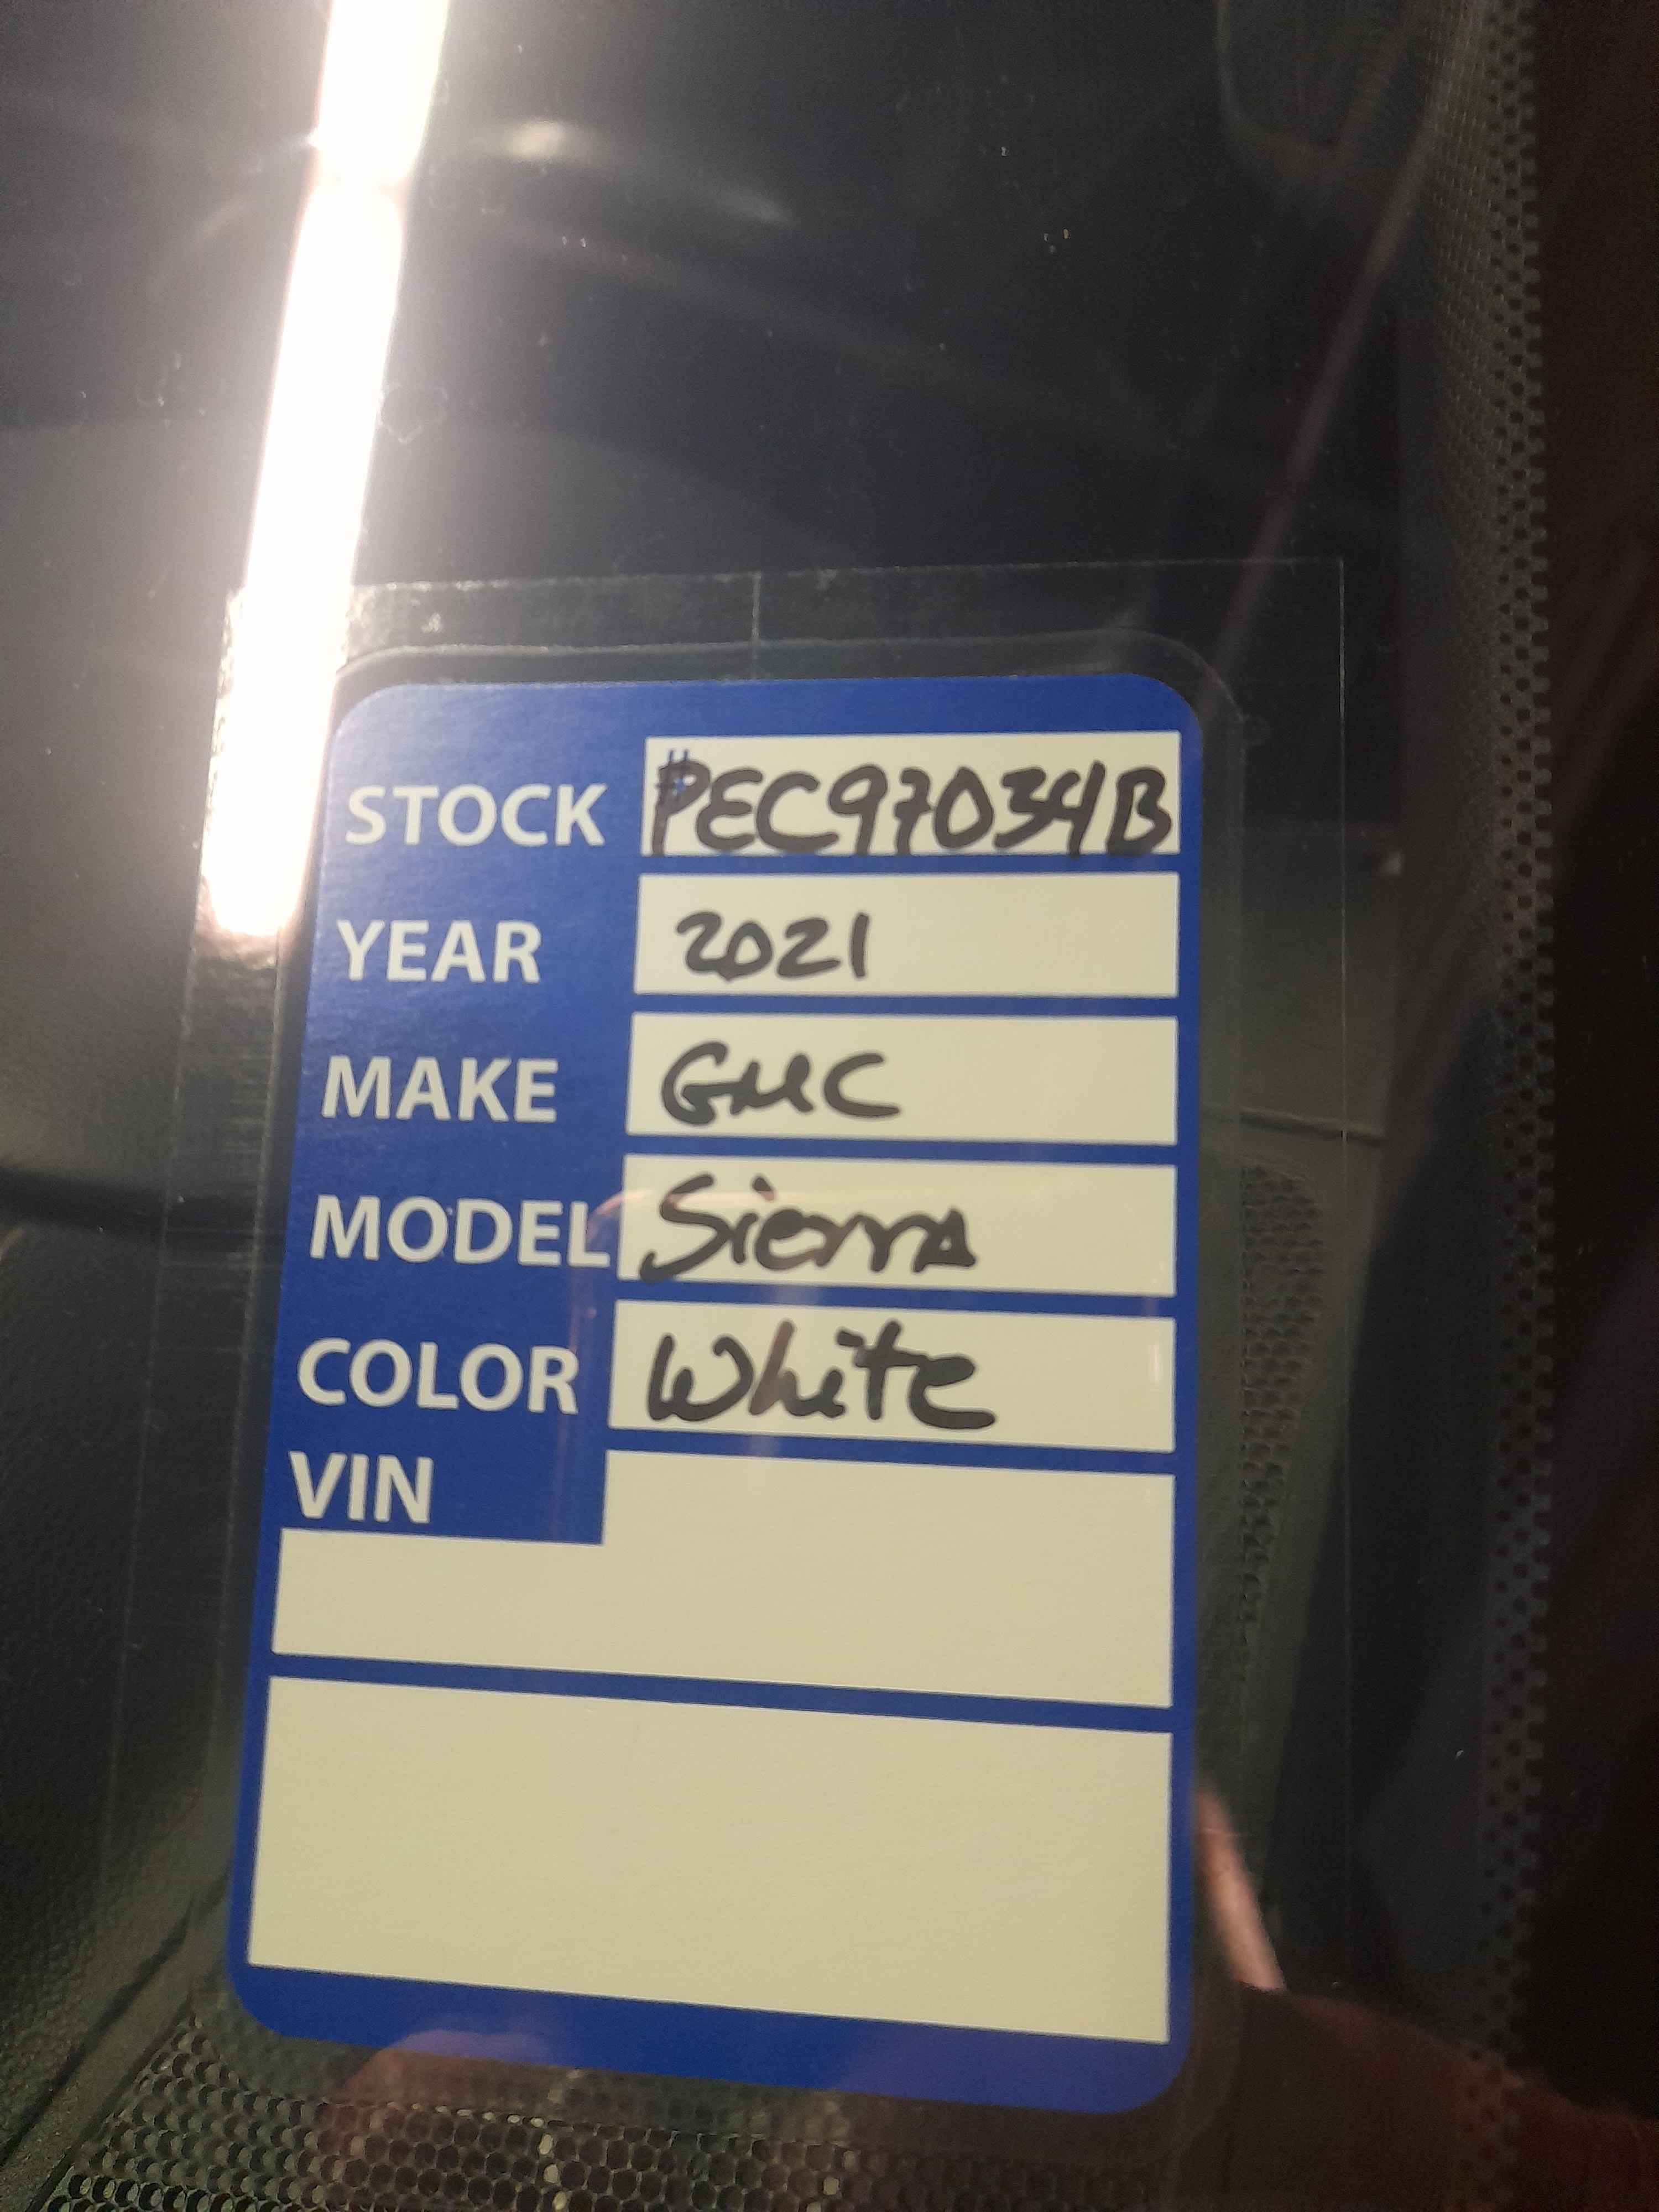 STOCK #PEC97034B
YEAR 2021
MAKE GMC
MODEL Sierra
COLOR White
VIN